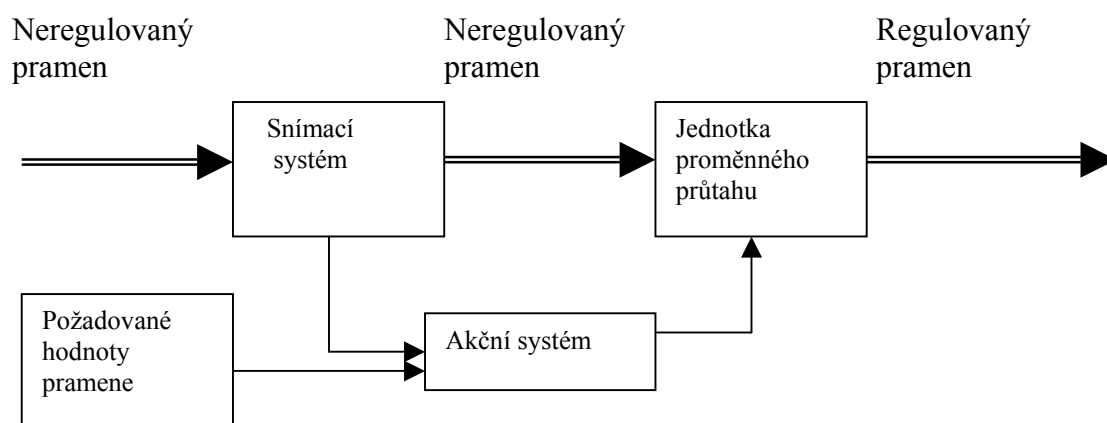 Neregulovaný
pramen
Neregulovaný
pramen
Regulovaný
pramen
Snímací
systém
Jednotka
proměnného
průtahu
Požadované
hodnoty
pramene
Akční systém